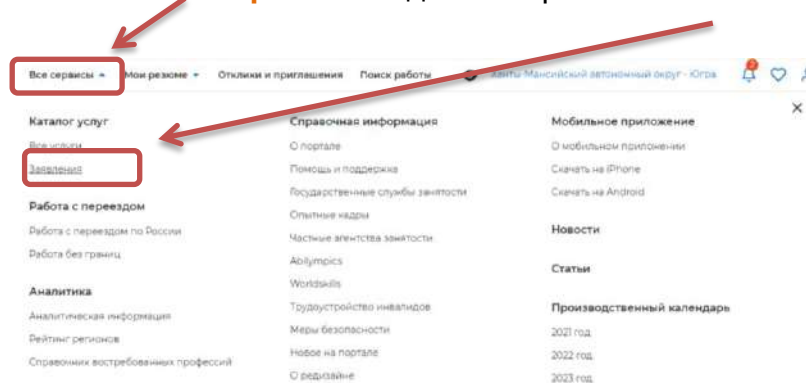 Все сервисы Мои резюме Отклики и приглашения Поиск работы Ханты-Мансийский автономный округ - Югра
Каталог услуг
Все услуги
Заявления
Работа с переездом
Работа с переездом по России
Работа без границ
Аналитика
Аналитическая информация
Рейтинг регионов
Справочник востребованных профессий
Справочная информация
О портале
Помощь и поддержка
Государственные службы занятости
Опытные кадры
Частные агентства занятости
Abilympics
Worldskills
Трудоустройство инвалидов
Меры безопасности
Новое на портале
О редизайне
Мобильное приложение
О мобильном приложении
Скачать на iPhone
Скачать на Android
Новости
Статьи
Производственный календарь
2021 год
2022 год
2023 год